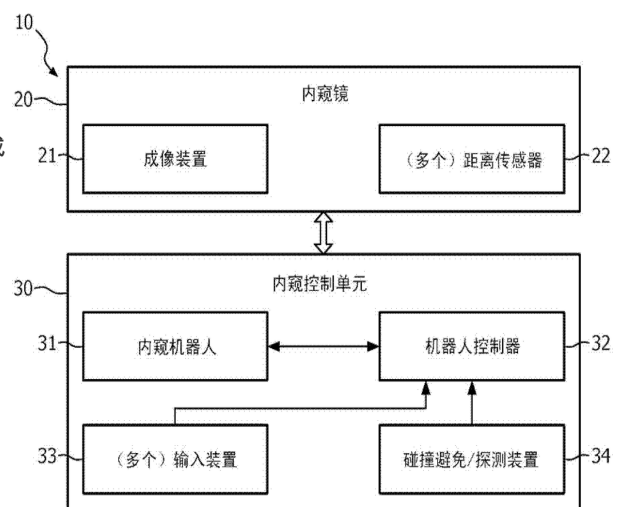 10
20
内窥镜
21
成像装置
(多个)距离传感器
22
30
内窥控制单元
31
内窥机器人
机器人控制器
32
33
(多个)输入装置
碰撞避免/探测装置
34